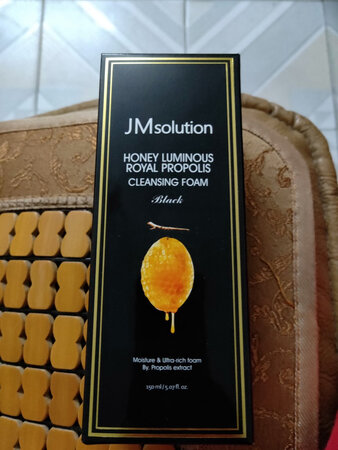 JMsolution
HONEY LUMINOUS
ROYAL PROPOLIS
CLEANSING FOAM
Black
Moisture & Ultra-rich foam
By. Propolis extract
150 ml / 5.07 fl. oz.